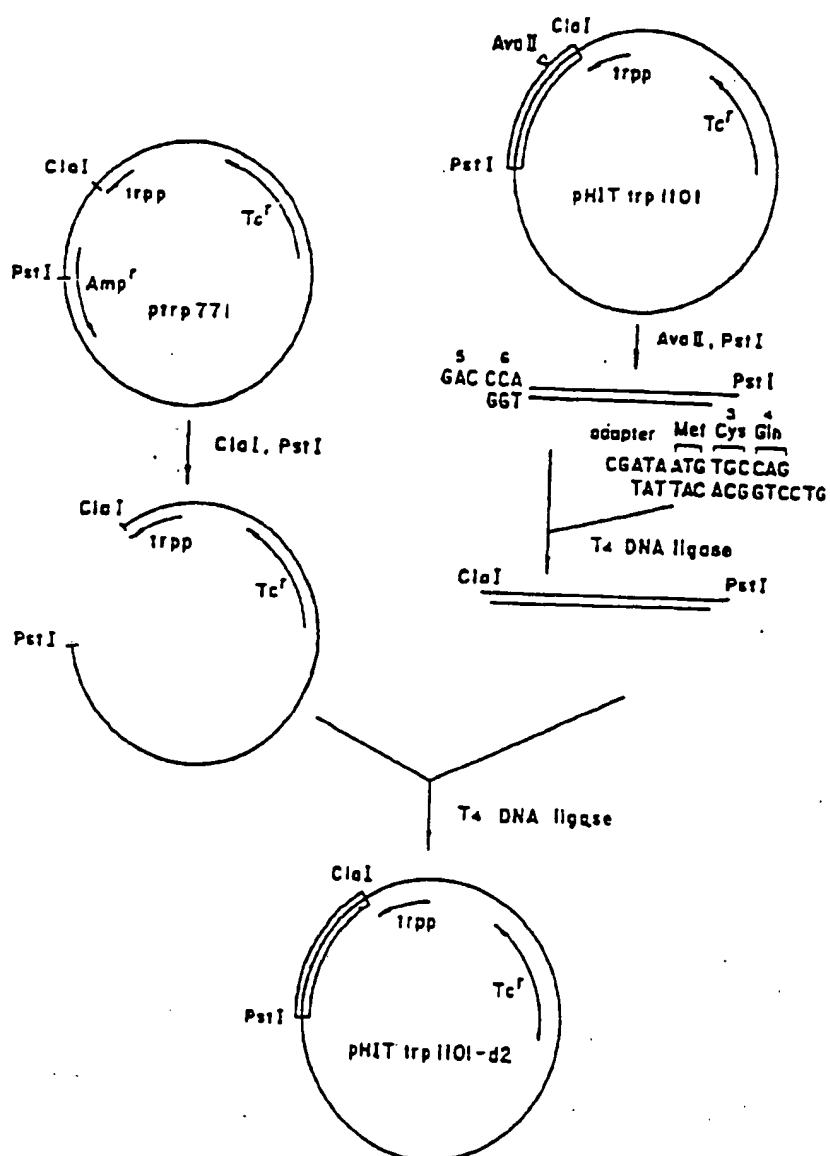 ClaI
AvaII
trpp
Tcr
PstI
pHIT trp1101
ClaI
trpp
Tcr
PstI
Ampr
ptrp771
AvaII, PstI
5 6
GAC CCA
GGT
PstI
3 4
adapter Met Cys Gln
CGATA ATG TGC CAG
TAT TAC ACG GTCCTG
ClaI, PstI
ClaI
trpp
Tcr
PstI
T4 DNA ligase
ClaI
PstI
T4 DNA ligase
ClaI
trpp
Tcr
PstI
pHIT trp1101-d2